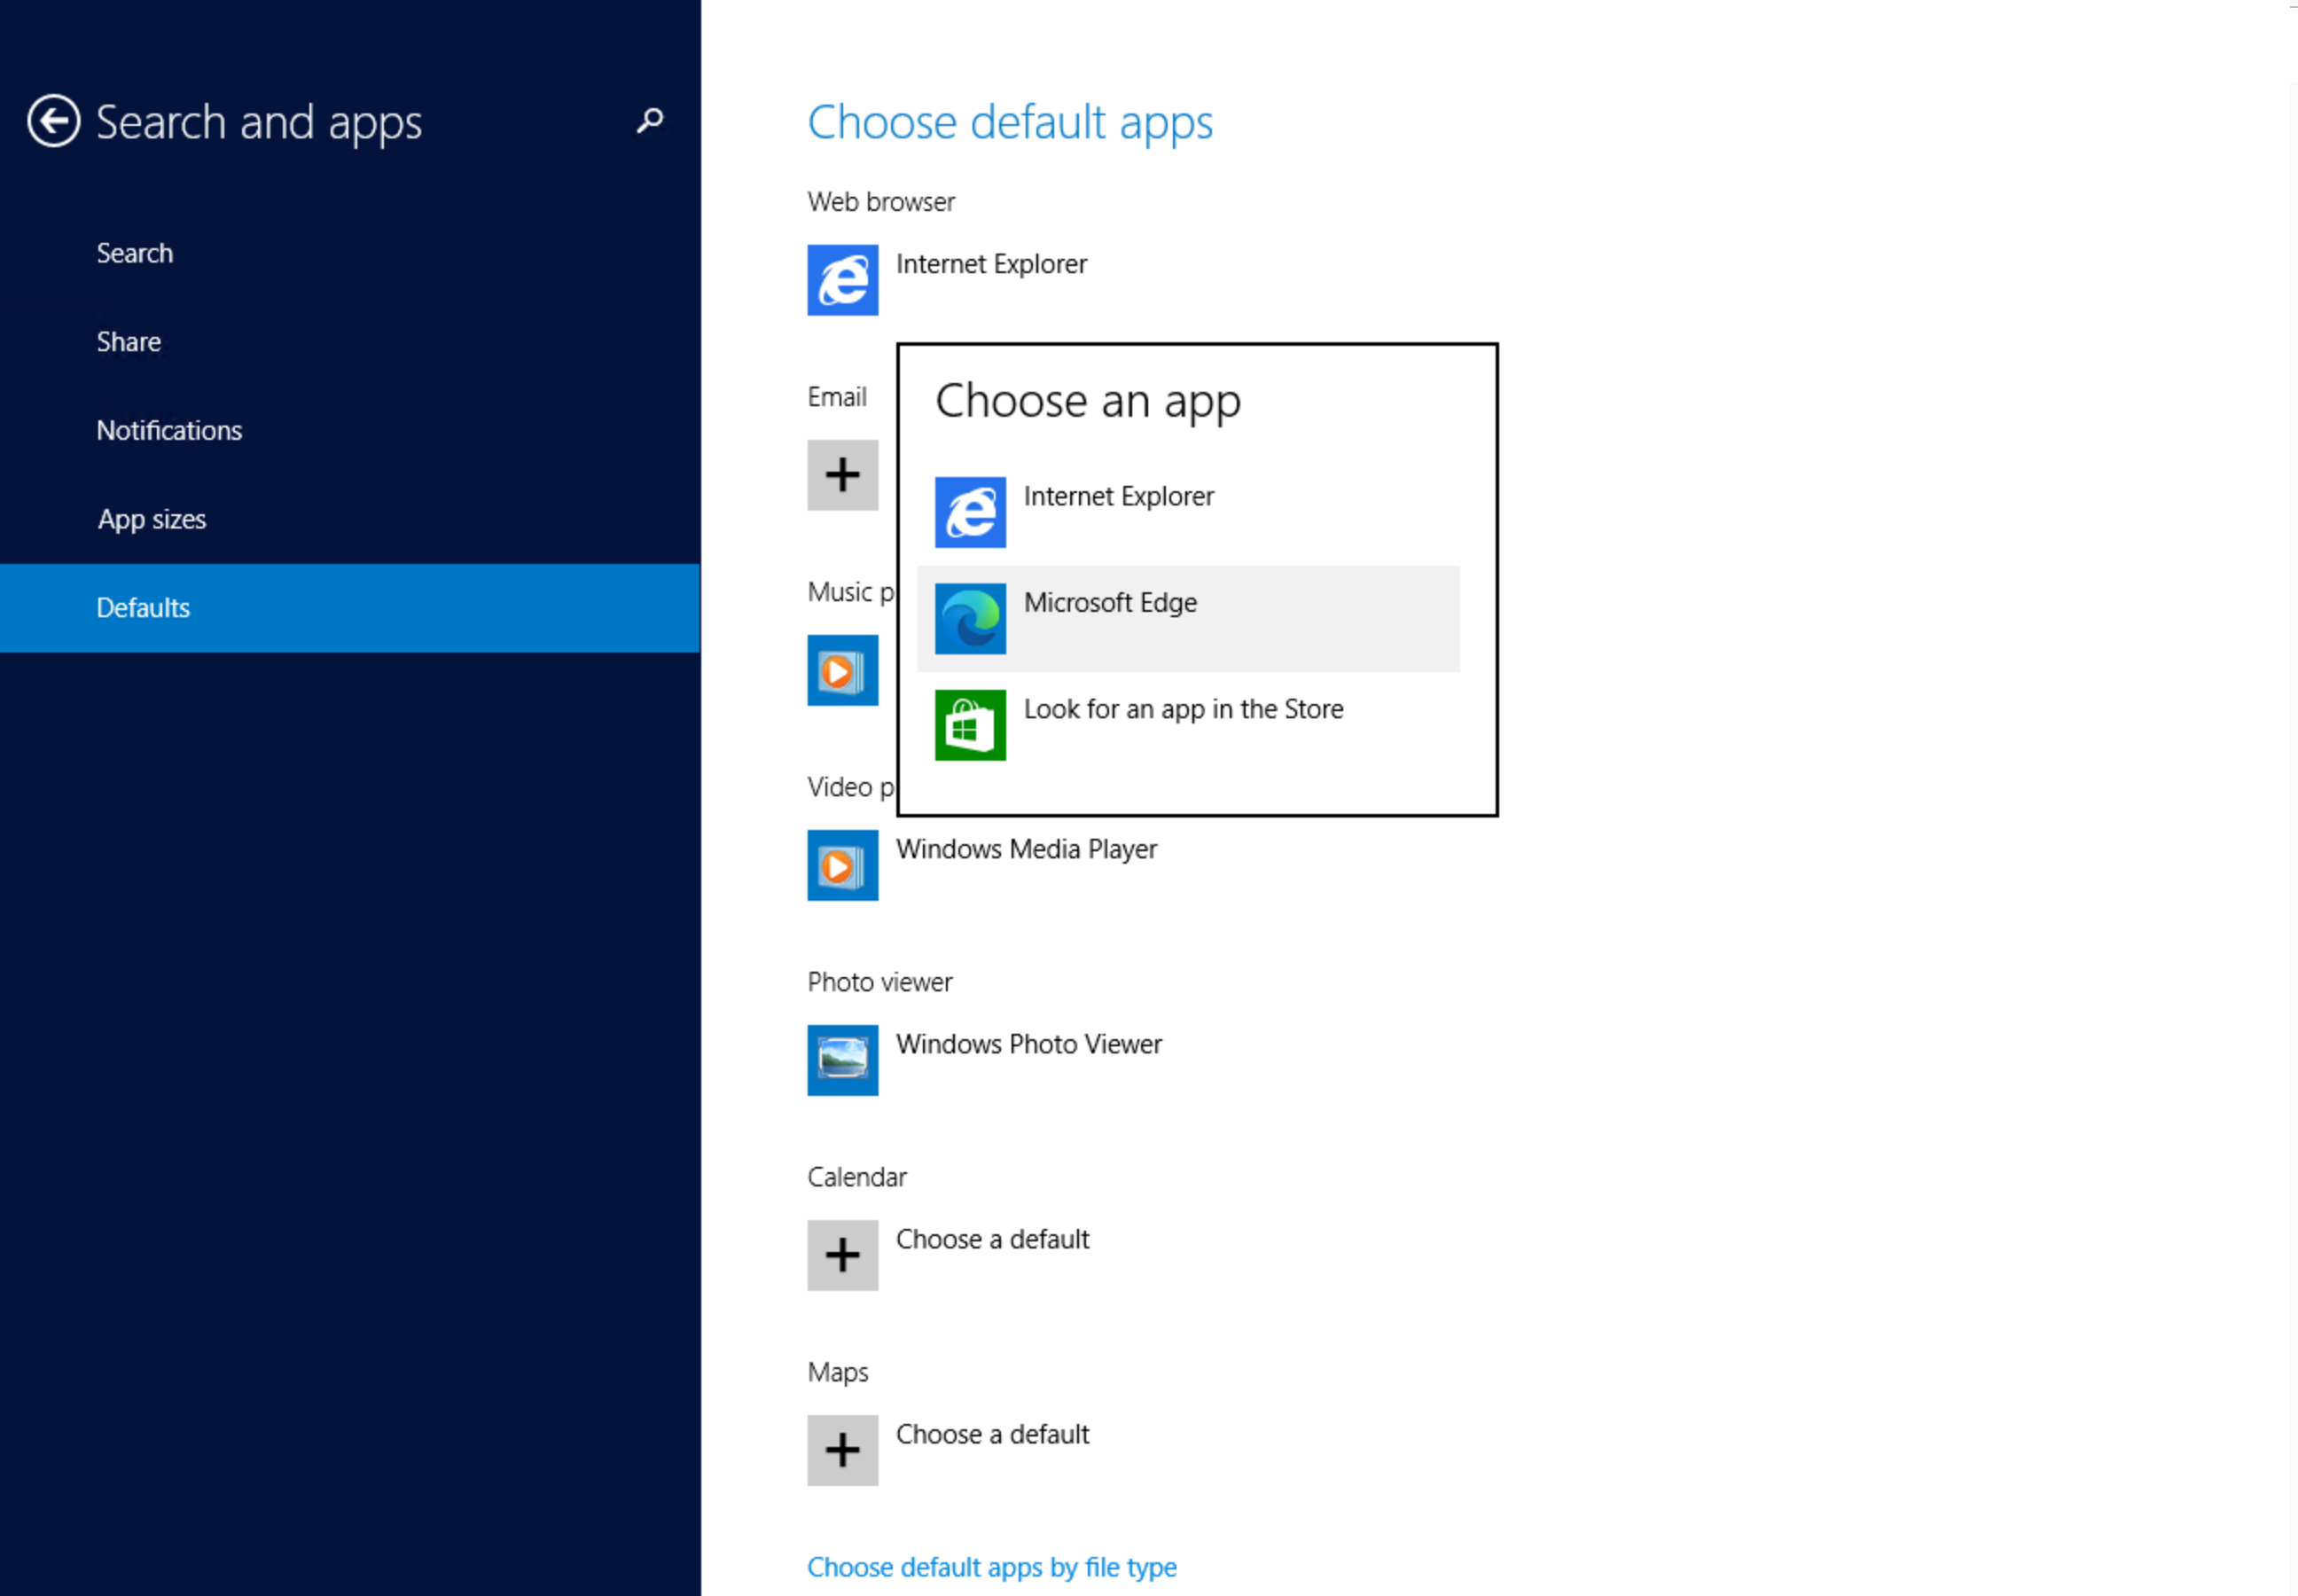 Search and apps
Search
Share
Notifications
App sizes
Defaults
Choose default apps
Web browser
Internet Explorer
Email
Choose an app
Internet Explorer
Microsoft Edge
Look for an app in the Store
Music p
Video p
Windows Media Player
Photo viewer
Windows Photo Viewer
Calendar
Choose a default
Maps
Choose a default
Choose default apps by file type